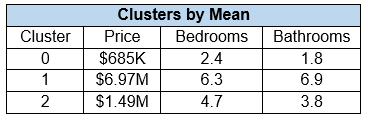 Clusters by Mean
Cluster Price Bedrooms Bathrooms
0 $685K 2.4 1.8
1 $6.97M 6.3 6.9
2 $1.49M 4.7 3.8